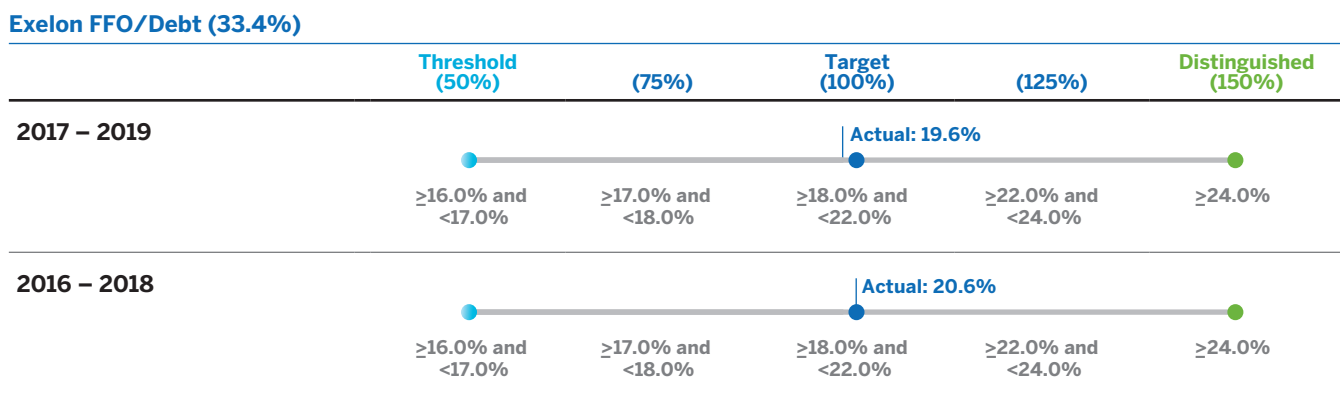 Exelon FFO/Debt (33.4%)
Threshold Target Distinguished
(50%) (75%) (100%) (125%) (150%)
2017 – 2019
Actual: 19.6%
≥16.0% and ≥17.0% and ≥18.0% and ≥22.0% and ≥24.0%
<17.0% <18.0% <22.0% <24.0%
2016 – 2018
Actual: 20.6%
≥16.0% and ≥17.0% and ≥18.0% and ≥22.0% and ≥24.0%
<17.0% <18.0% <22.0% <24.0%